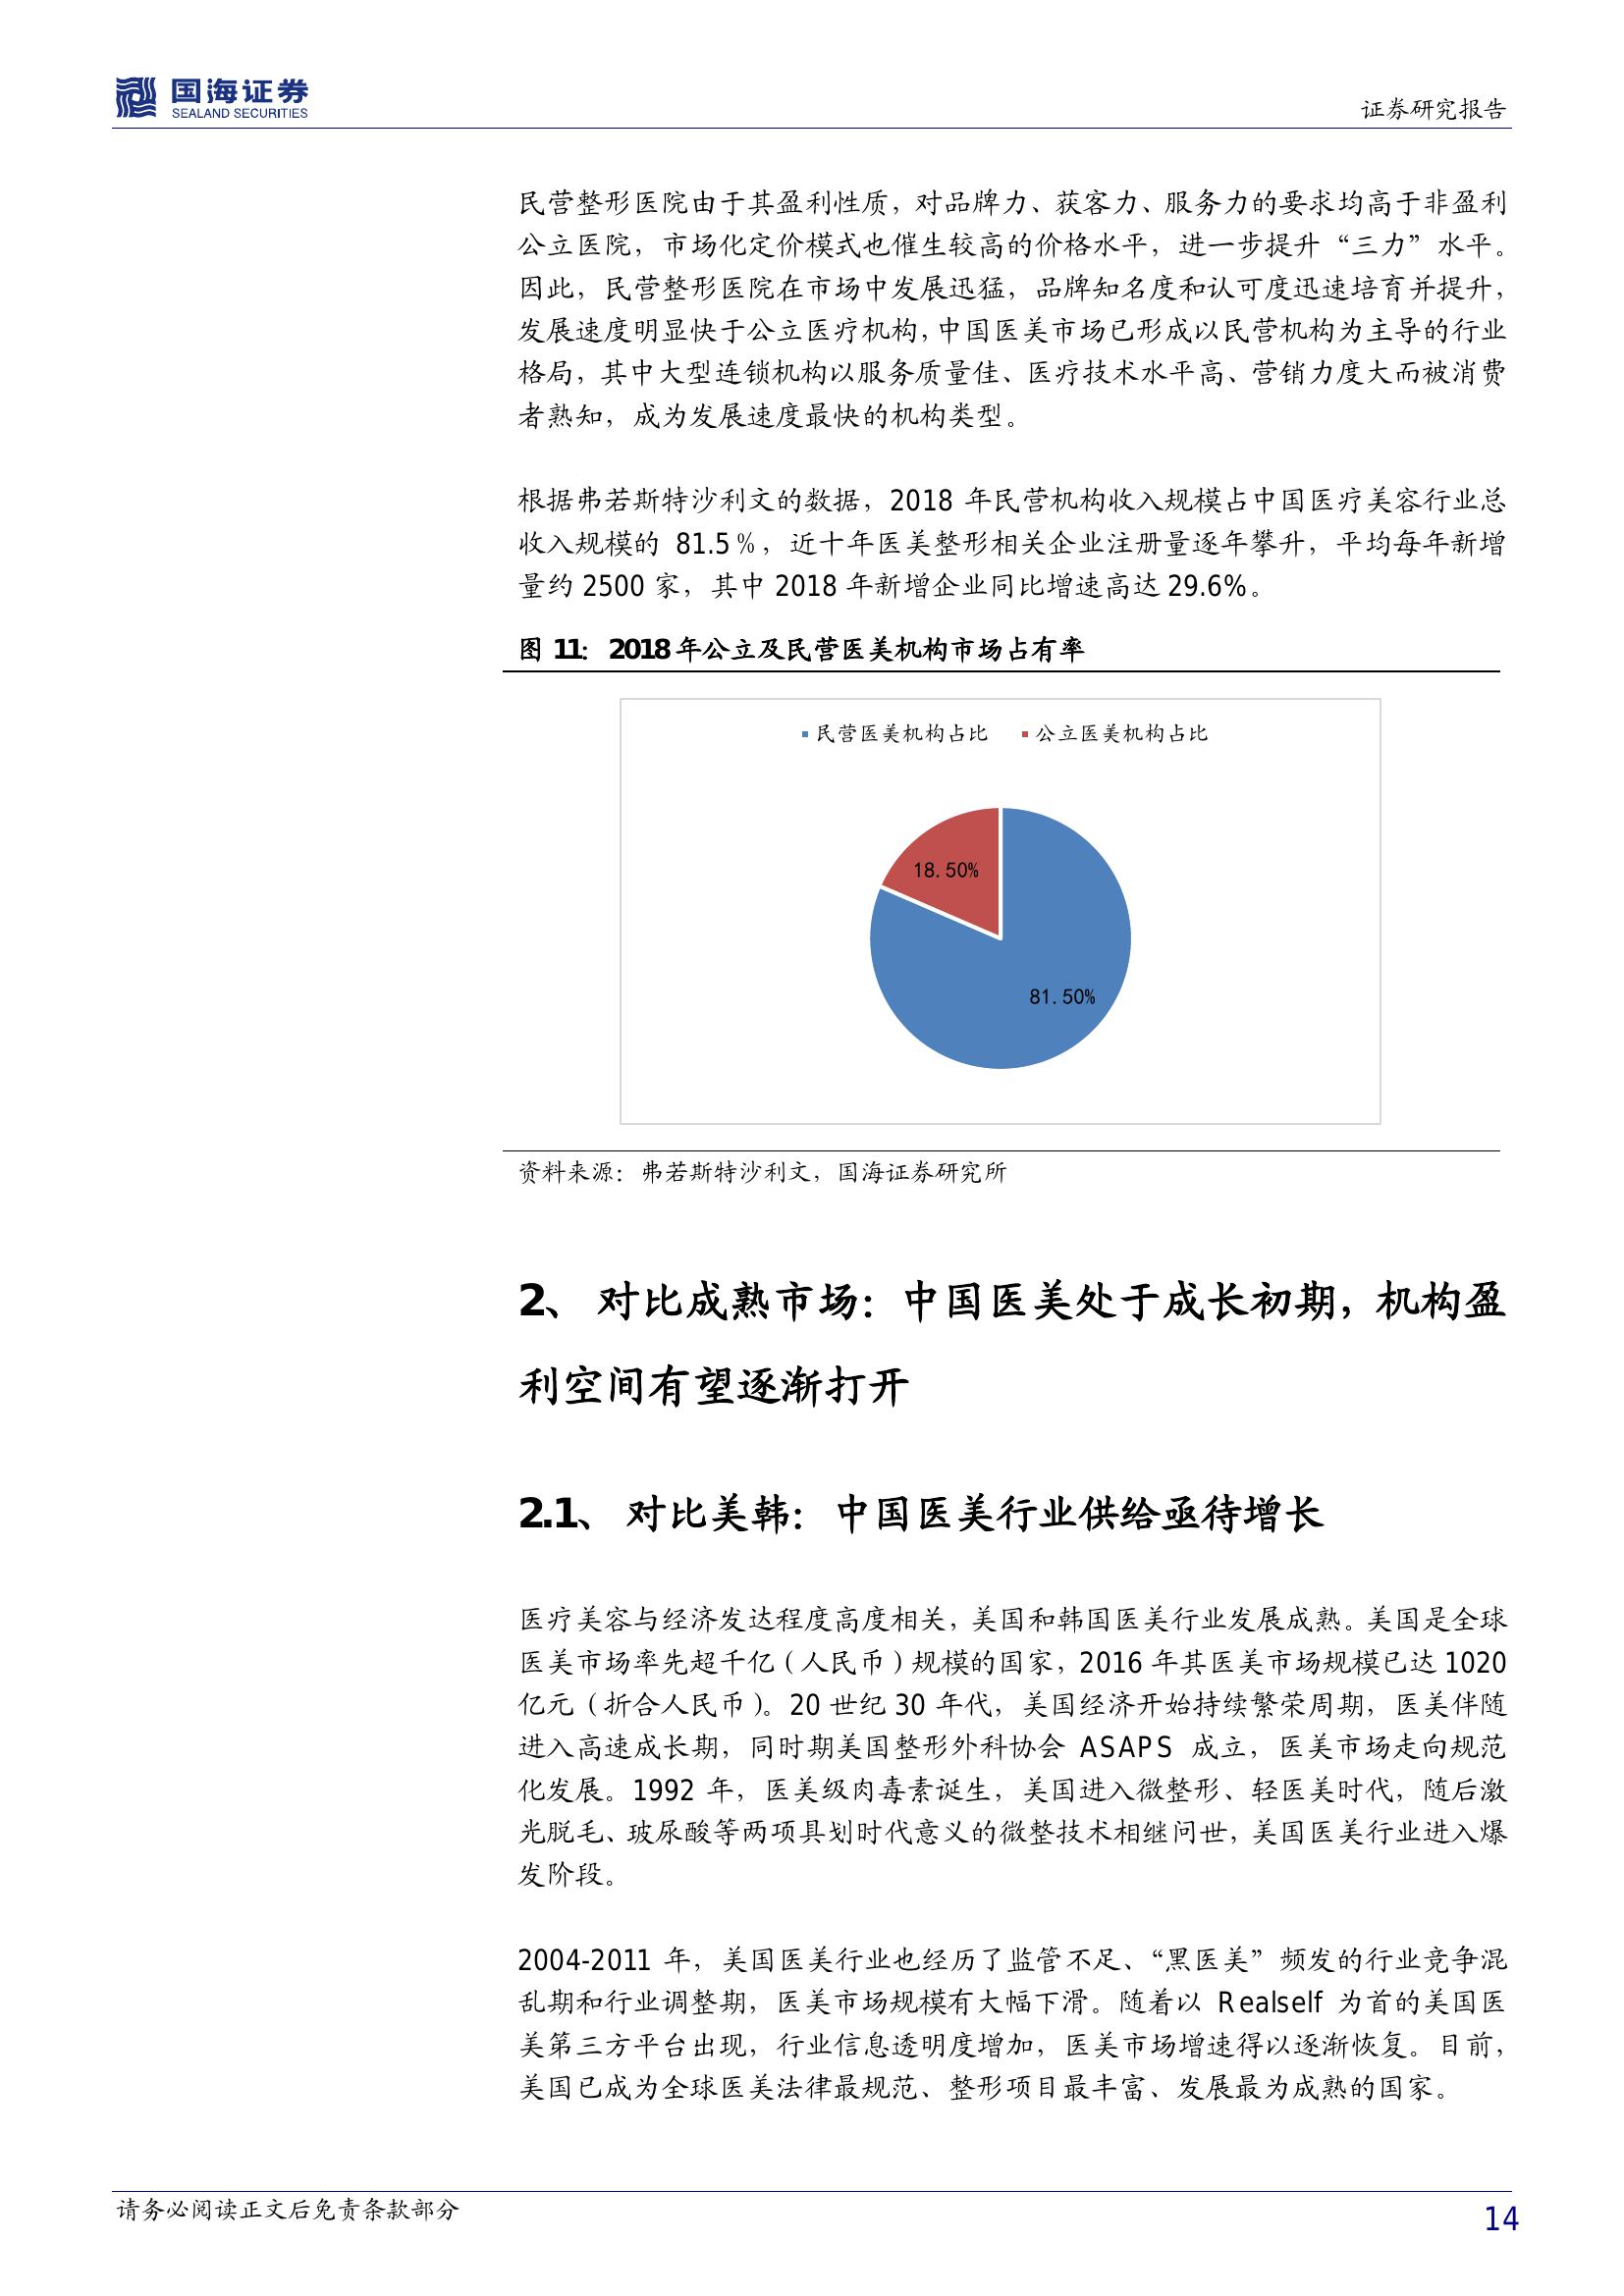 国海证券
SEALAND SECURITIES
证券研究报告
民营整形医院由于其盈利性质，对品牌力、获客力、服务力的要求均高于非盈利
公立医院，市场化定价模式也催生较高的价格水平，进一步提升“三力”水平。
因此，民营整形医院在市场中发展迅猛，品牌知名度和认可度迅速培育并提升，
发展速度明显快于公立医疗机构，中国医美市场已形成以民营机构为主导的行业
格局，其中大型连锁机构以服务质量佳、医疗技术水平高、营销力度大而被消费
者熟知，成为发展速度最快的机构类型。
根据弗若斯特沙利文的数据，2018 年民营机构收入规模占中国医疗美容行业总
收入规模的 81.5％，近十年医美整形相关企业注册量逐年攀升，平均每年新增
量约 2500 家，其中 2018 年新增企业同比增速高达 29.6%。
图 11：2018 年公立及民营医美机构市场占有率
民营医美机构占比 公立医美机构占比
18.50%
81.50%
资料来源：弗若斯特沙利文，国海证券研究所
2、 对比成熟市场：中国医美处于成长初期，机构盈
利空间有望逐渐打开
2.1、 对比美韩：中国医美行业供给亟待增长
医疗美容与经济发达程度高度相关，美国和韩国医美行业发展成熟。美国是全球
医美市场率先超千亿（人民币）规模的国家，2016 年其医美市场规模已达 1020
亿元（折合人民币）。20 世纪 30 年代，美国经济开始持续繁荣周期，医美伴随
进入高速成长期，同时期美国整形外科协会 ASAPS 成立，医美市场走向规范
化发展。1992 年，医美级肉毒素诞生，美国进入微整形、轻医美时代，随后激
光脱毛、玻尿酸等两项具划时代意义的微整技术相继问世，美国医美行业进入爆
发阶段。
2004-2011 年，美国医美行业也经历了监管不足、“黑医美”频发的行业竞争混
乱期和行业调整期，医美市场规模有大幅下滑。随着以 Realself 为首的美国医
美第三方平台出现，行业信息透明度增加，医美市场增速得以逐渐恢复。目前，
美国已成为全球医美法律最规范、整形项目最丰富、发展最为成熟的国家。
请务必阅读正文后免责条款部分
14